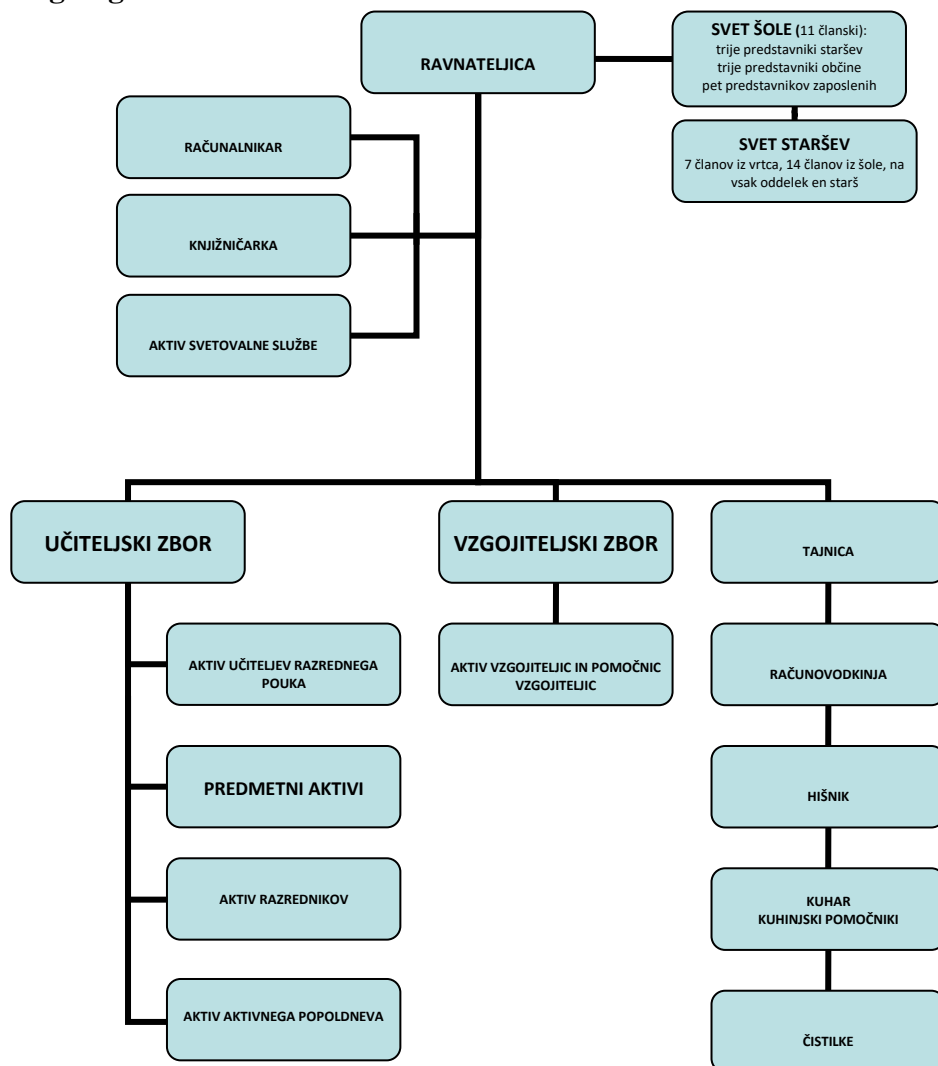 RAVNATELJICA
SVET ŠOLE (11 članski):
trije predstavniki staršev
trije predstavniki občine
pet predstavnikov zaposlenih
SVET STARŠEV
7 članov iz vrtca, 14 članov iz šole, na
vsak oddelek en starš
RAČUNALNIKAR
KNJIŽNIČARKA
AKTIV SVETOVALNE SLUŽBE
UČITELJSKI ZBOR
AKTIV UČITELJEV RAZREDNEGA
POUKA
PREDMETNI AKTIVI
AKTIV RAZREDNIKOV
AKTIV AKTIVNEGA POPOLDNEVA
VZGOJITELJSKI ZBOR
AKTIV VZGOJITELJIC IN POMOČNIC
VZGOJITELJIC
TAJNICA
RAČUNOVODKINJA
HIŠNIK
KUHAR
KUHINJSKI POMOČNIKI
ČISTILKE